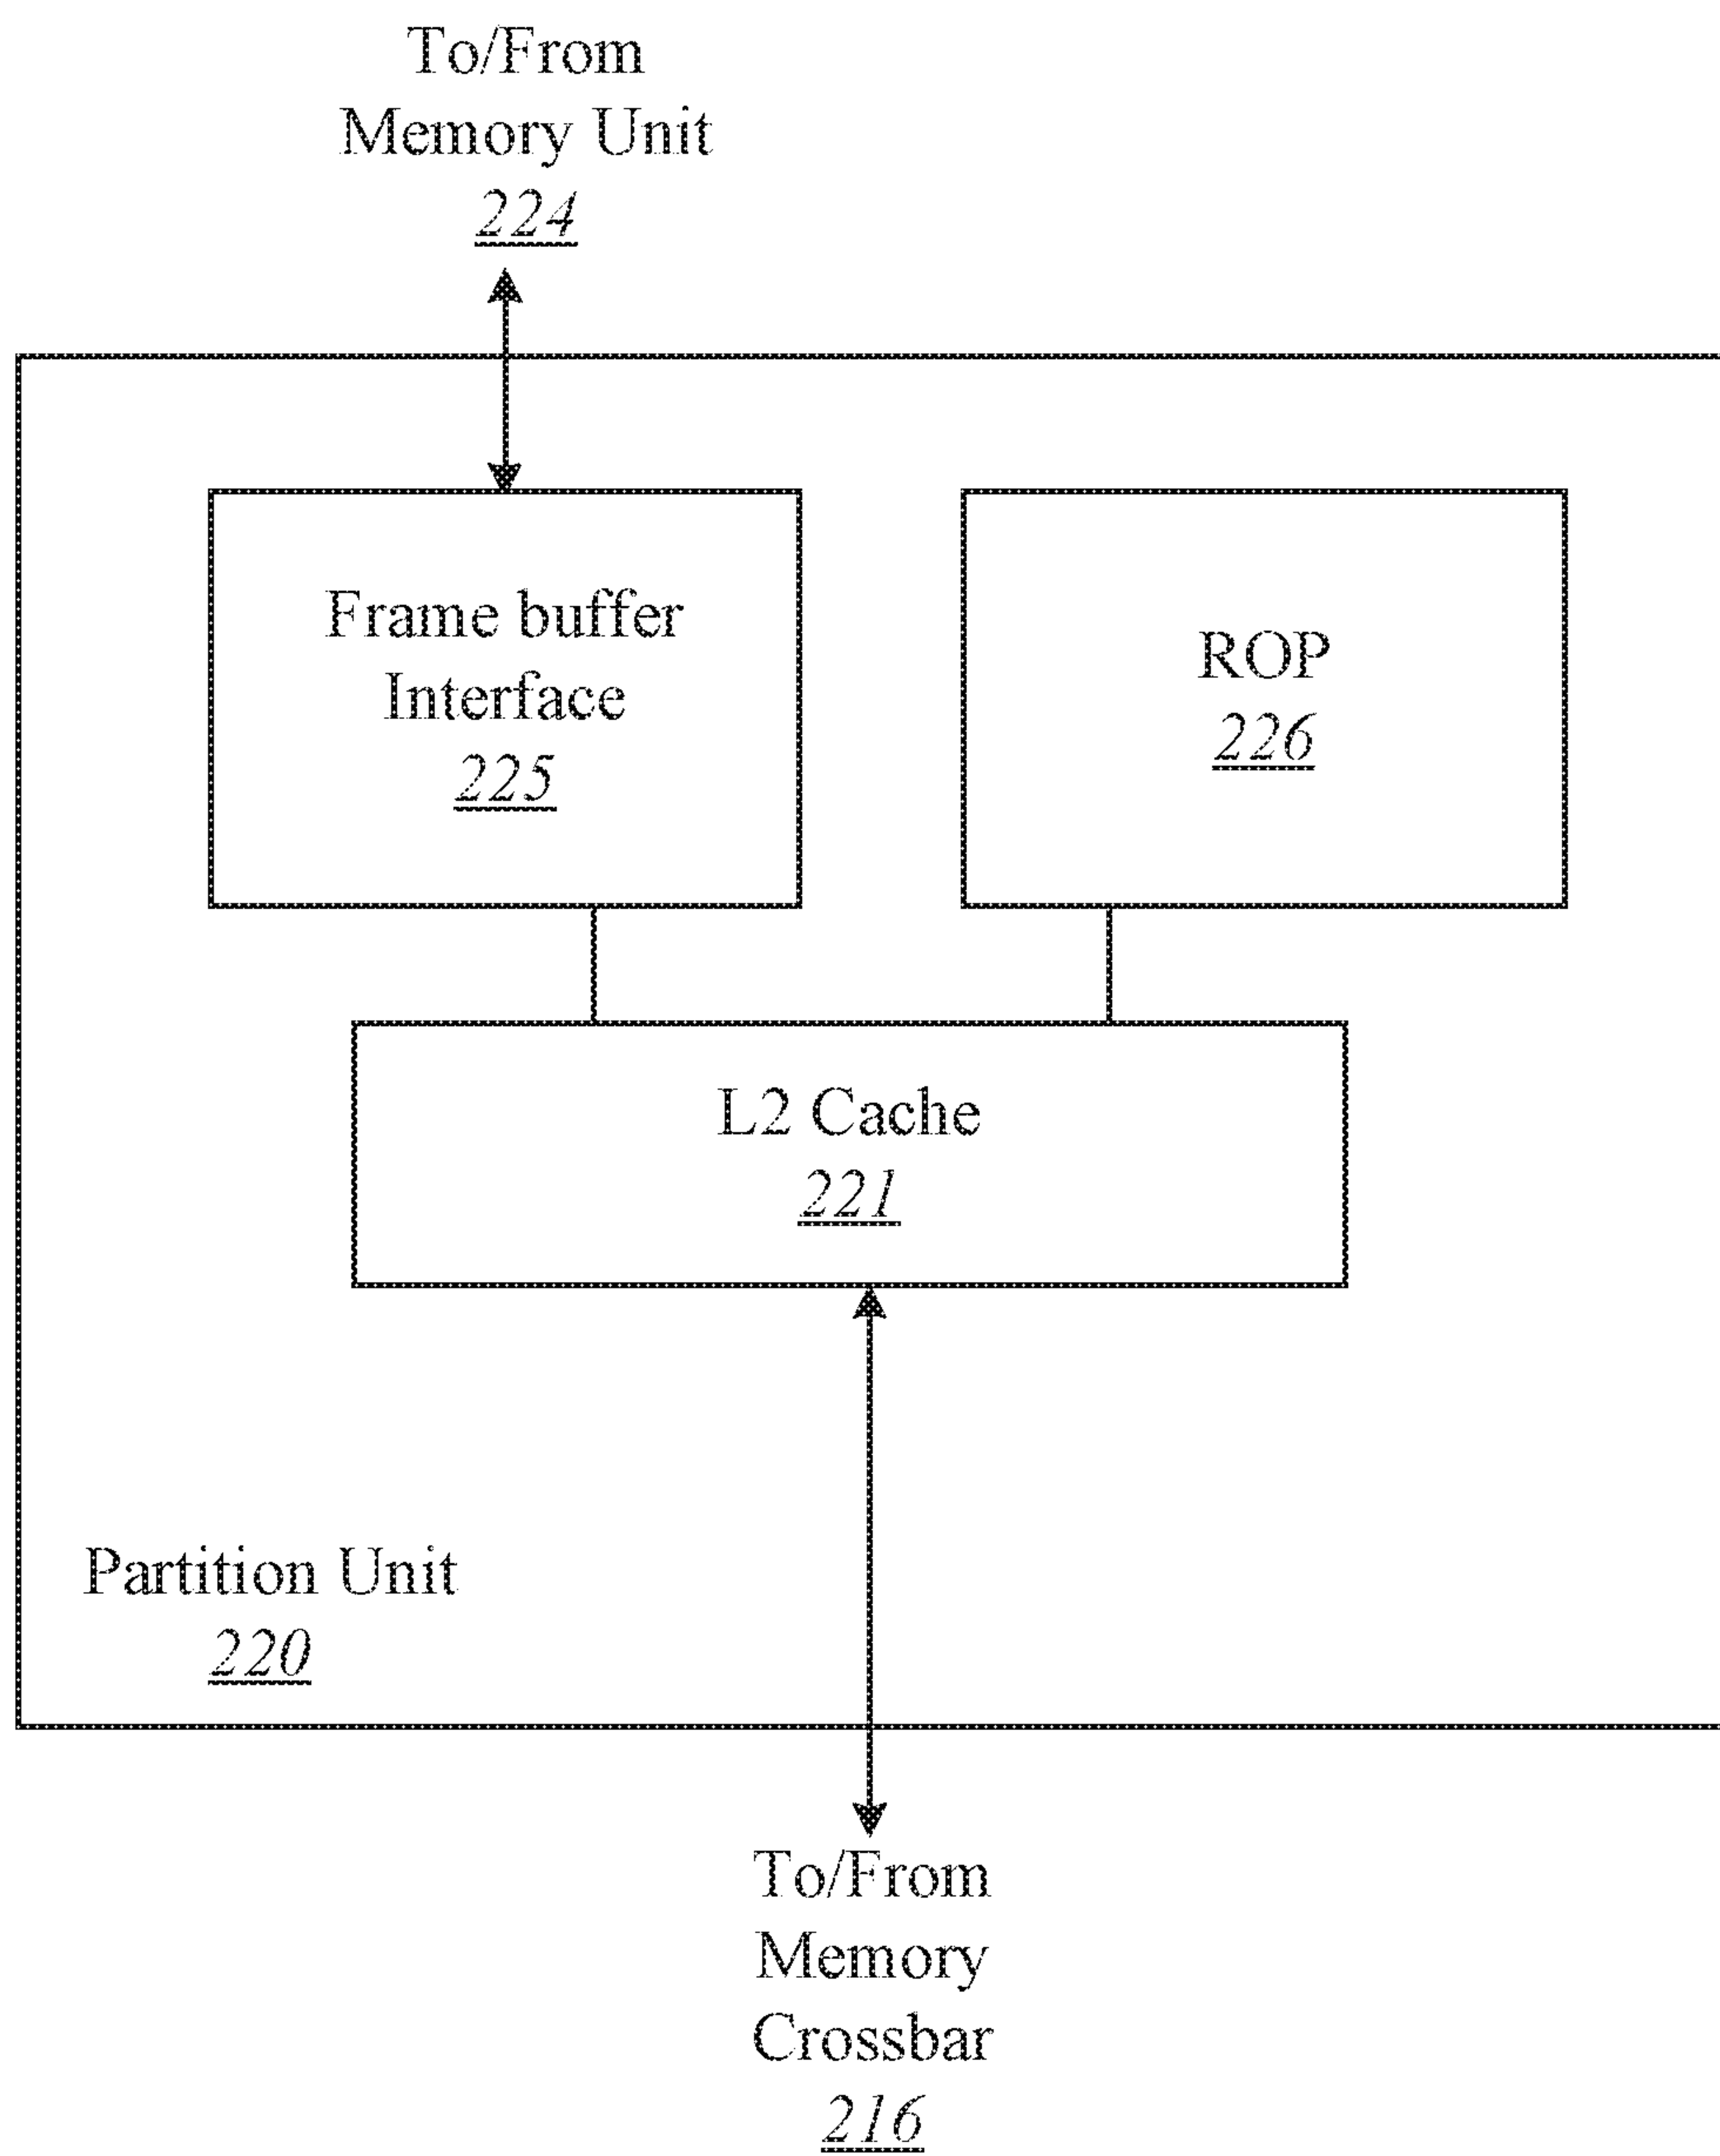 To/From
Memory Unit
224
Frame buffer
Interface
225
ROP
226
L2 Cache
221
Partition Unit
220
To/From
Memory
Crossbar
216